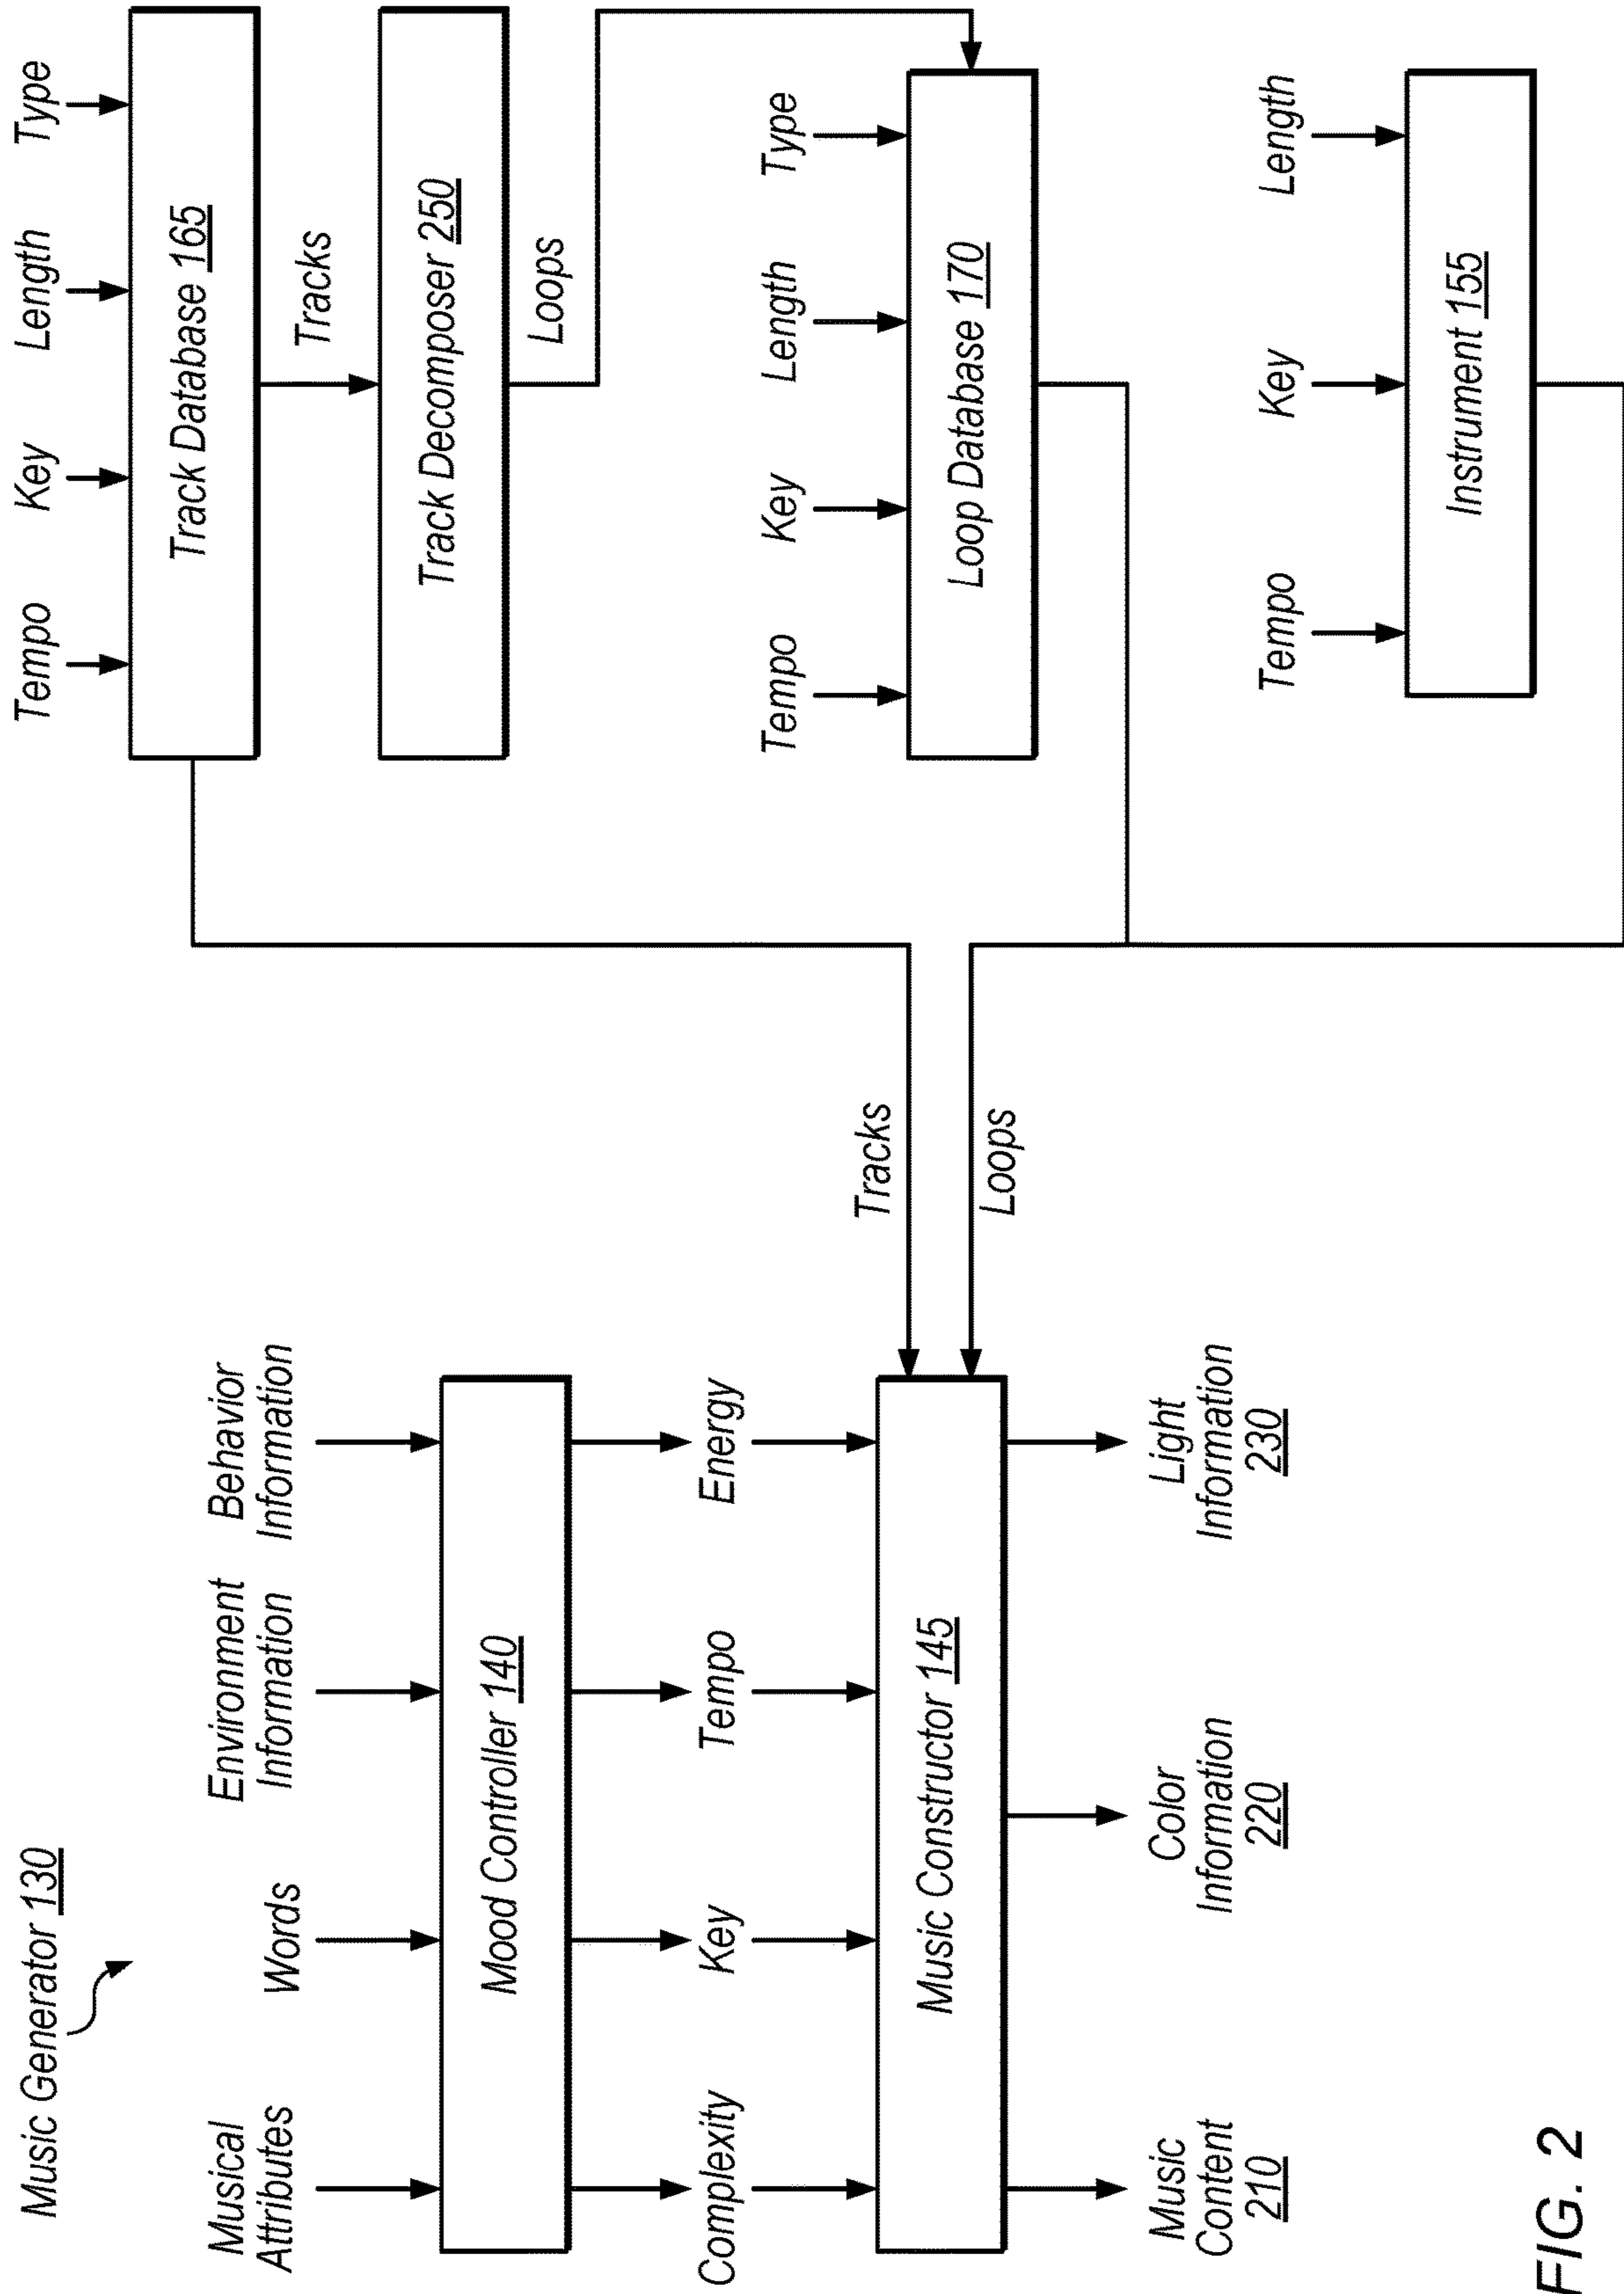 Music Generator 130
Musical
Attributes
Words
Environment
Information
Behavior
Information
Mood Controller 140
Complexity
Key
Tempo
Energy
Music Constructor 145
Music
Content
210
Color
Information
220
Light
Information
230
Tracks
Loops
Tempo
Key
Length
Type
Track Database 165
Tracks
Track Decomposer 250
Loops
Tempo
Key
Length
Type
Loop Database 170
Tempo
Key
Length
Instrument 155
FIG. 2